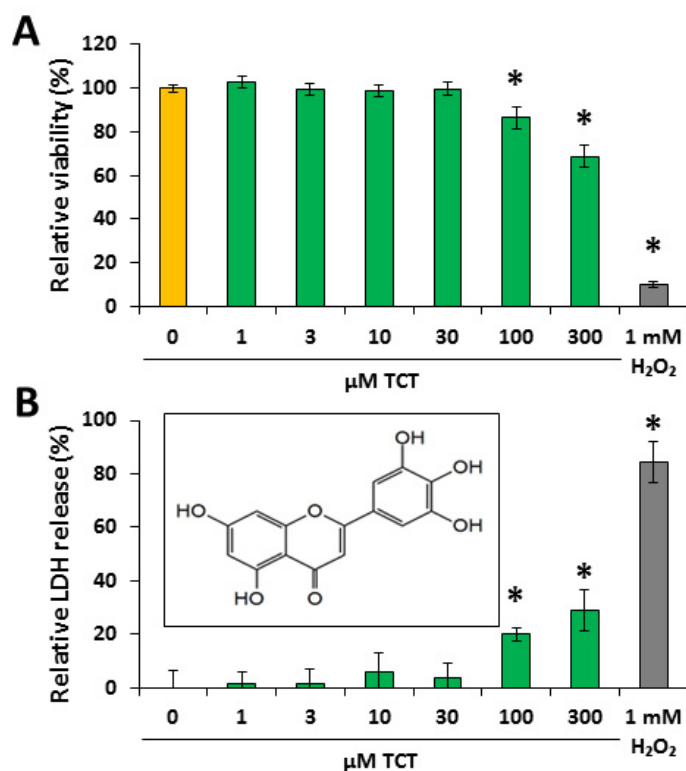 A
Relative viability (%)
120
100
80
60
40
20
0
* * *
0 1 3 10 30 100 300 1 mM
H₂O₂
µM TCT
B
Relative LDH release (%)
100
80
60
40
20
0
OH
HO
OH
O
OH
HO
O
* * *
0 1 3 10 30 100 300 1 mM
H₂O₂
µM TCT